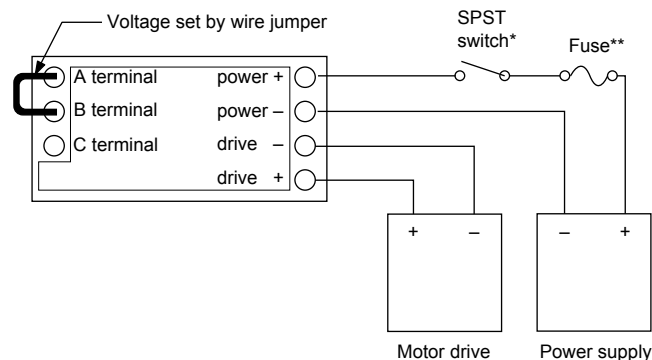 Voltage set by wire jumper
SPST
switch*
Fuse**
A terminal power +
B terminal power –
C terminal drive –
drive +
+ –
– +
Motor drive
Power supply